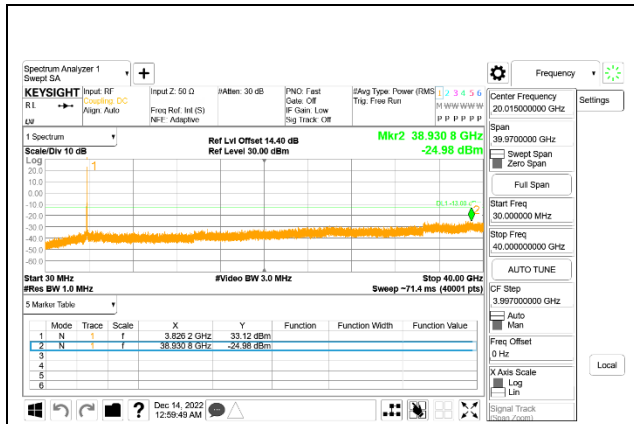 Spectrum Analyzer 1
Swept SA
KEYSIGHT
Input: RF
Coupling: DC
Align: Auto
Input Z: 50 Ω
Freq Ref: Int (S)
NFE: Adaptive
#Atten: 30 dB
PNO: Fast
Gate: Off
IF Gain: Low
Sig Track: Off
#Avg Type: Power (RMS
Trig: Free Run
1 2 3 4 5 6
M W W W W W
P P P P P P
RL
1 Spectrum
Scale/Div 10 dB
Ref Lvl Offset 14.40 dB
Ref Level 30.00 dBm
Mkr2 38.930 8 GHz
-24.98 dBm
Log
20.0
10.0
0.00
-10.0
-20.0
-30.0
-40.0
-50.0
-60.0
1
2
Start 30 MHz
#Res BW 1.0 MHz
#Video BW 3.0 MHz
Stop 40.00 GHz
Sweep ~71.4 ms (40001 pts)
5 Marker Table
Mode Trace Scale X Y Function Function Width Function Value
1 N 1 f 3.826 2 GHz 33.12 dBm
2 N 1 f 38.930 8 GHz -24.98 dBm
3
4
5
6
Dec 14, 2022
12:59:49 AM
Frequency
Center Frequency
20.015000000 GHz
Span
39.9700000 GHz
Swept Span
Zero Span
Full Span
Start Freq
30.000000 MHz
Stop Freq
40.000000000 GHz
AUTO TUNE
CF Step
3.997000000 GHz
Auto
Man
Freq Offset
0 Hz
X Axis Scale
Log
Lin
Signal Track
(Span Zoom)
Settings
Local